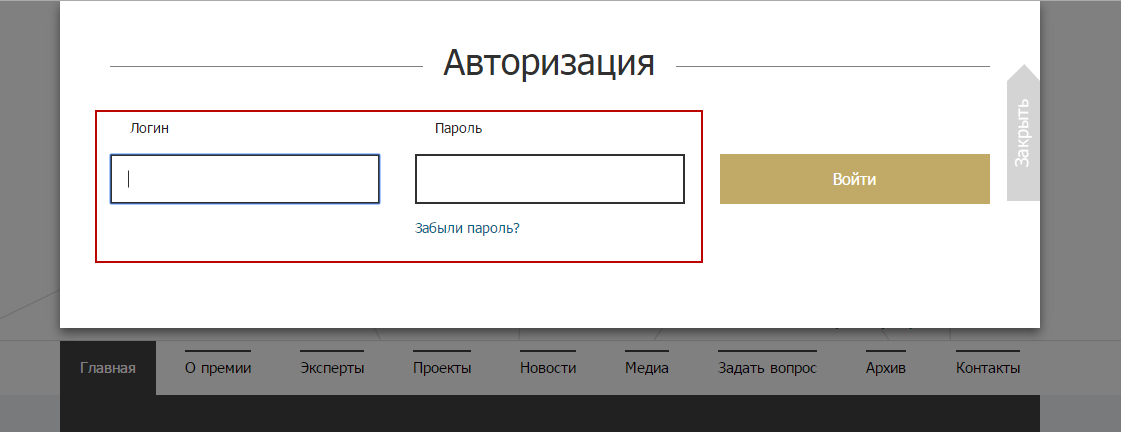 Авторизация
Логин
Пароль
Войти
Забыли пароль?
Закрыть
Главная О премии Эксперты Проекты Новости Медиа Задать вопрос Архив Контакты